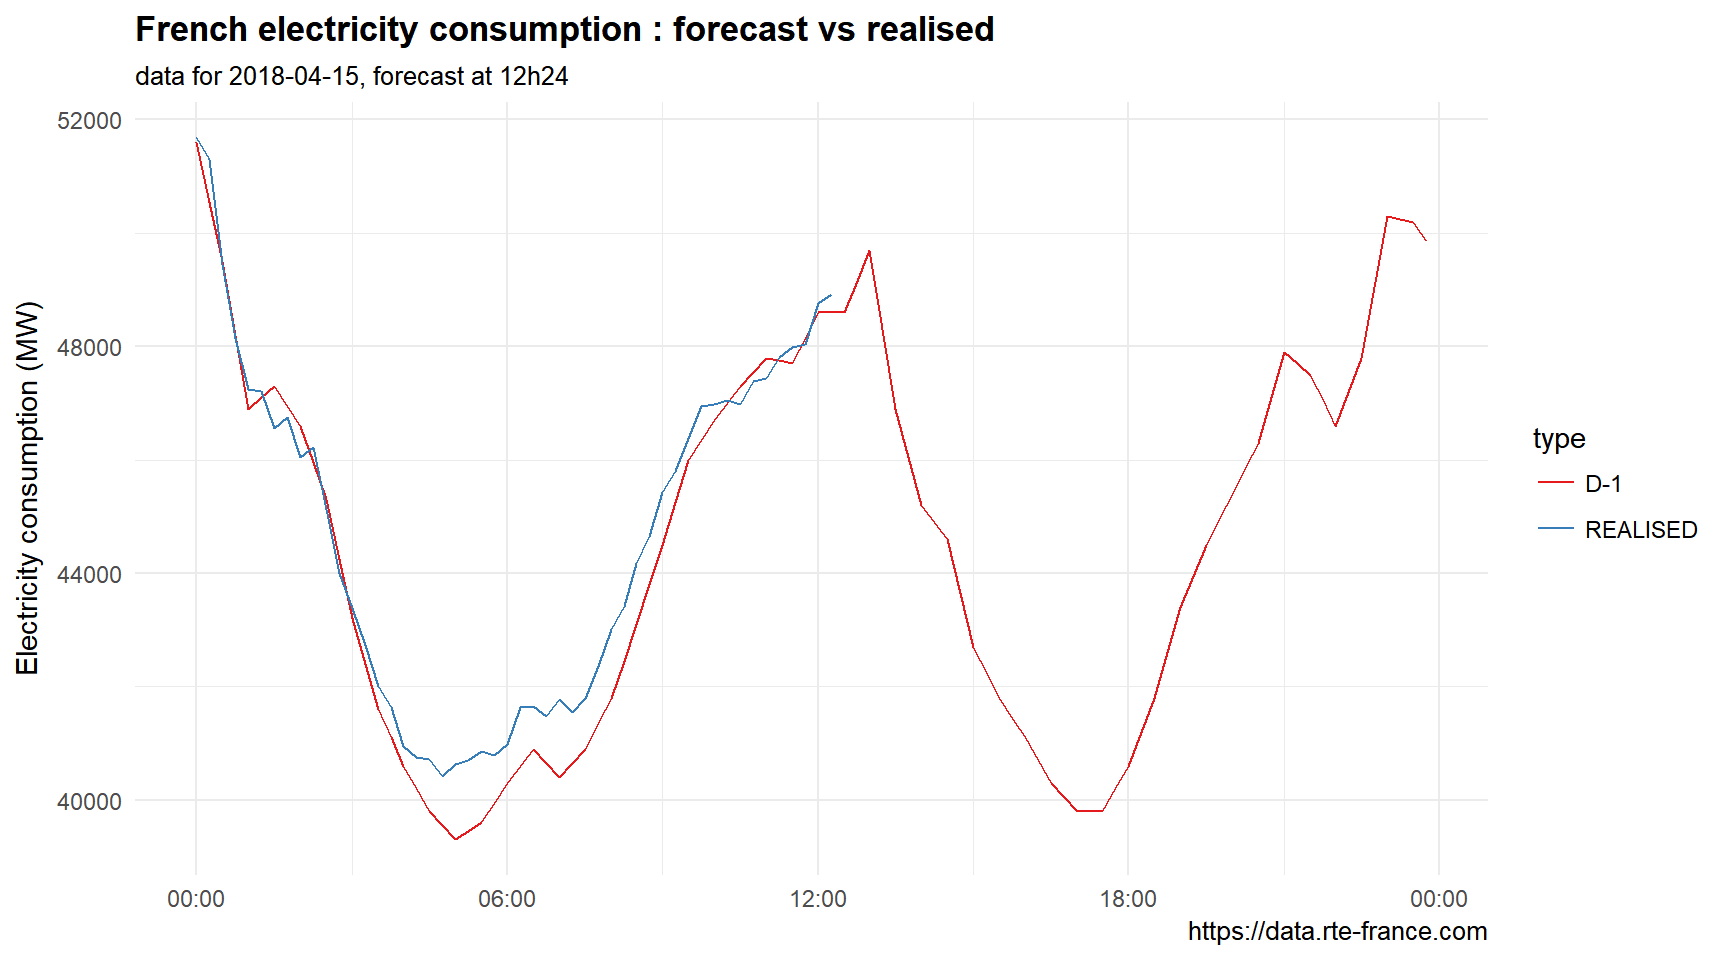 French electricity consumption : forecast vs realised
data for 2018-04-15, forecast at 12h24
Electricity consumption (MW)
52000
48000
44000
40000
00:00
06:00
12:00
18:00
00:00
type
D-1
REALISED
https://data.rte-france.com